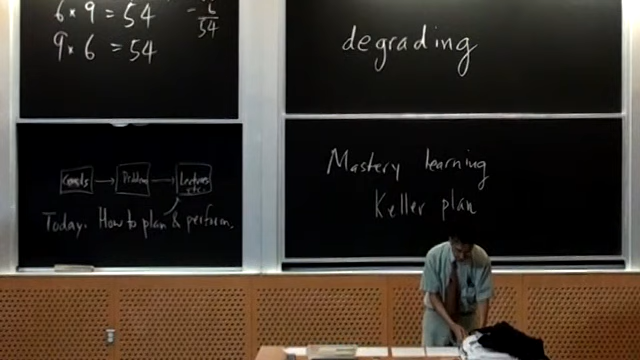 6 × 9 = 54
9 × 6 = 54
6
54
degrading
Goals → Problem → Lectures etc.
Today: How to plan & perform.
Mastery learning
Keller plan